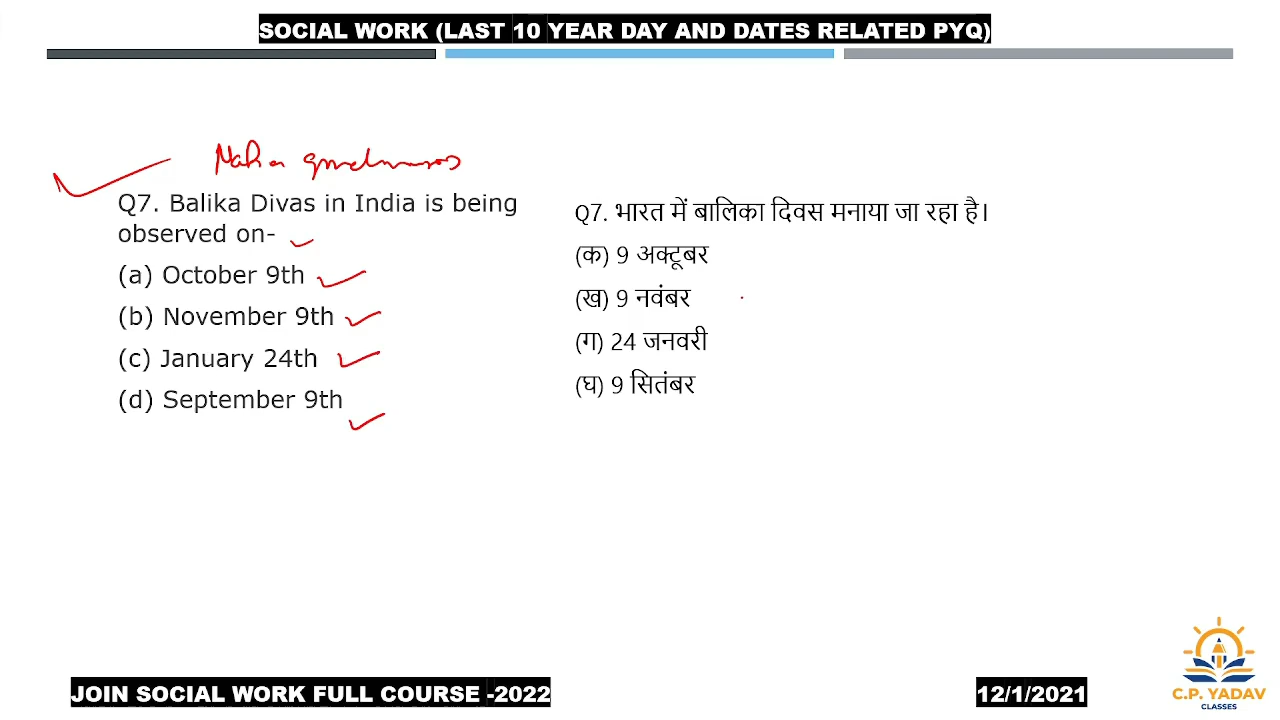 SOCIAL WORK (LAST 10 YEAR DAY AND DATES RELATED PYQ)
Q7. Balika Divas in India is being
observed on-
(a) October 9th
(b) November 9th
(c) January 24th
(d) September 9th
Q7. भारत में बालिका दिवस मनाया जा रहा है।
(क) 9 अक्टूबर
(ख) 9 नवंबर
(ग) 24 जनवरी
(घ) 9 सितंबर
JOIN SOCIAL WORK FULL COURSE -2022
12/1/2021
C.P. YADAV
CLASSES